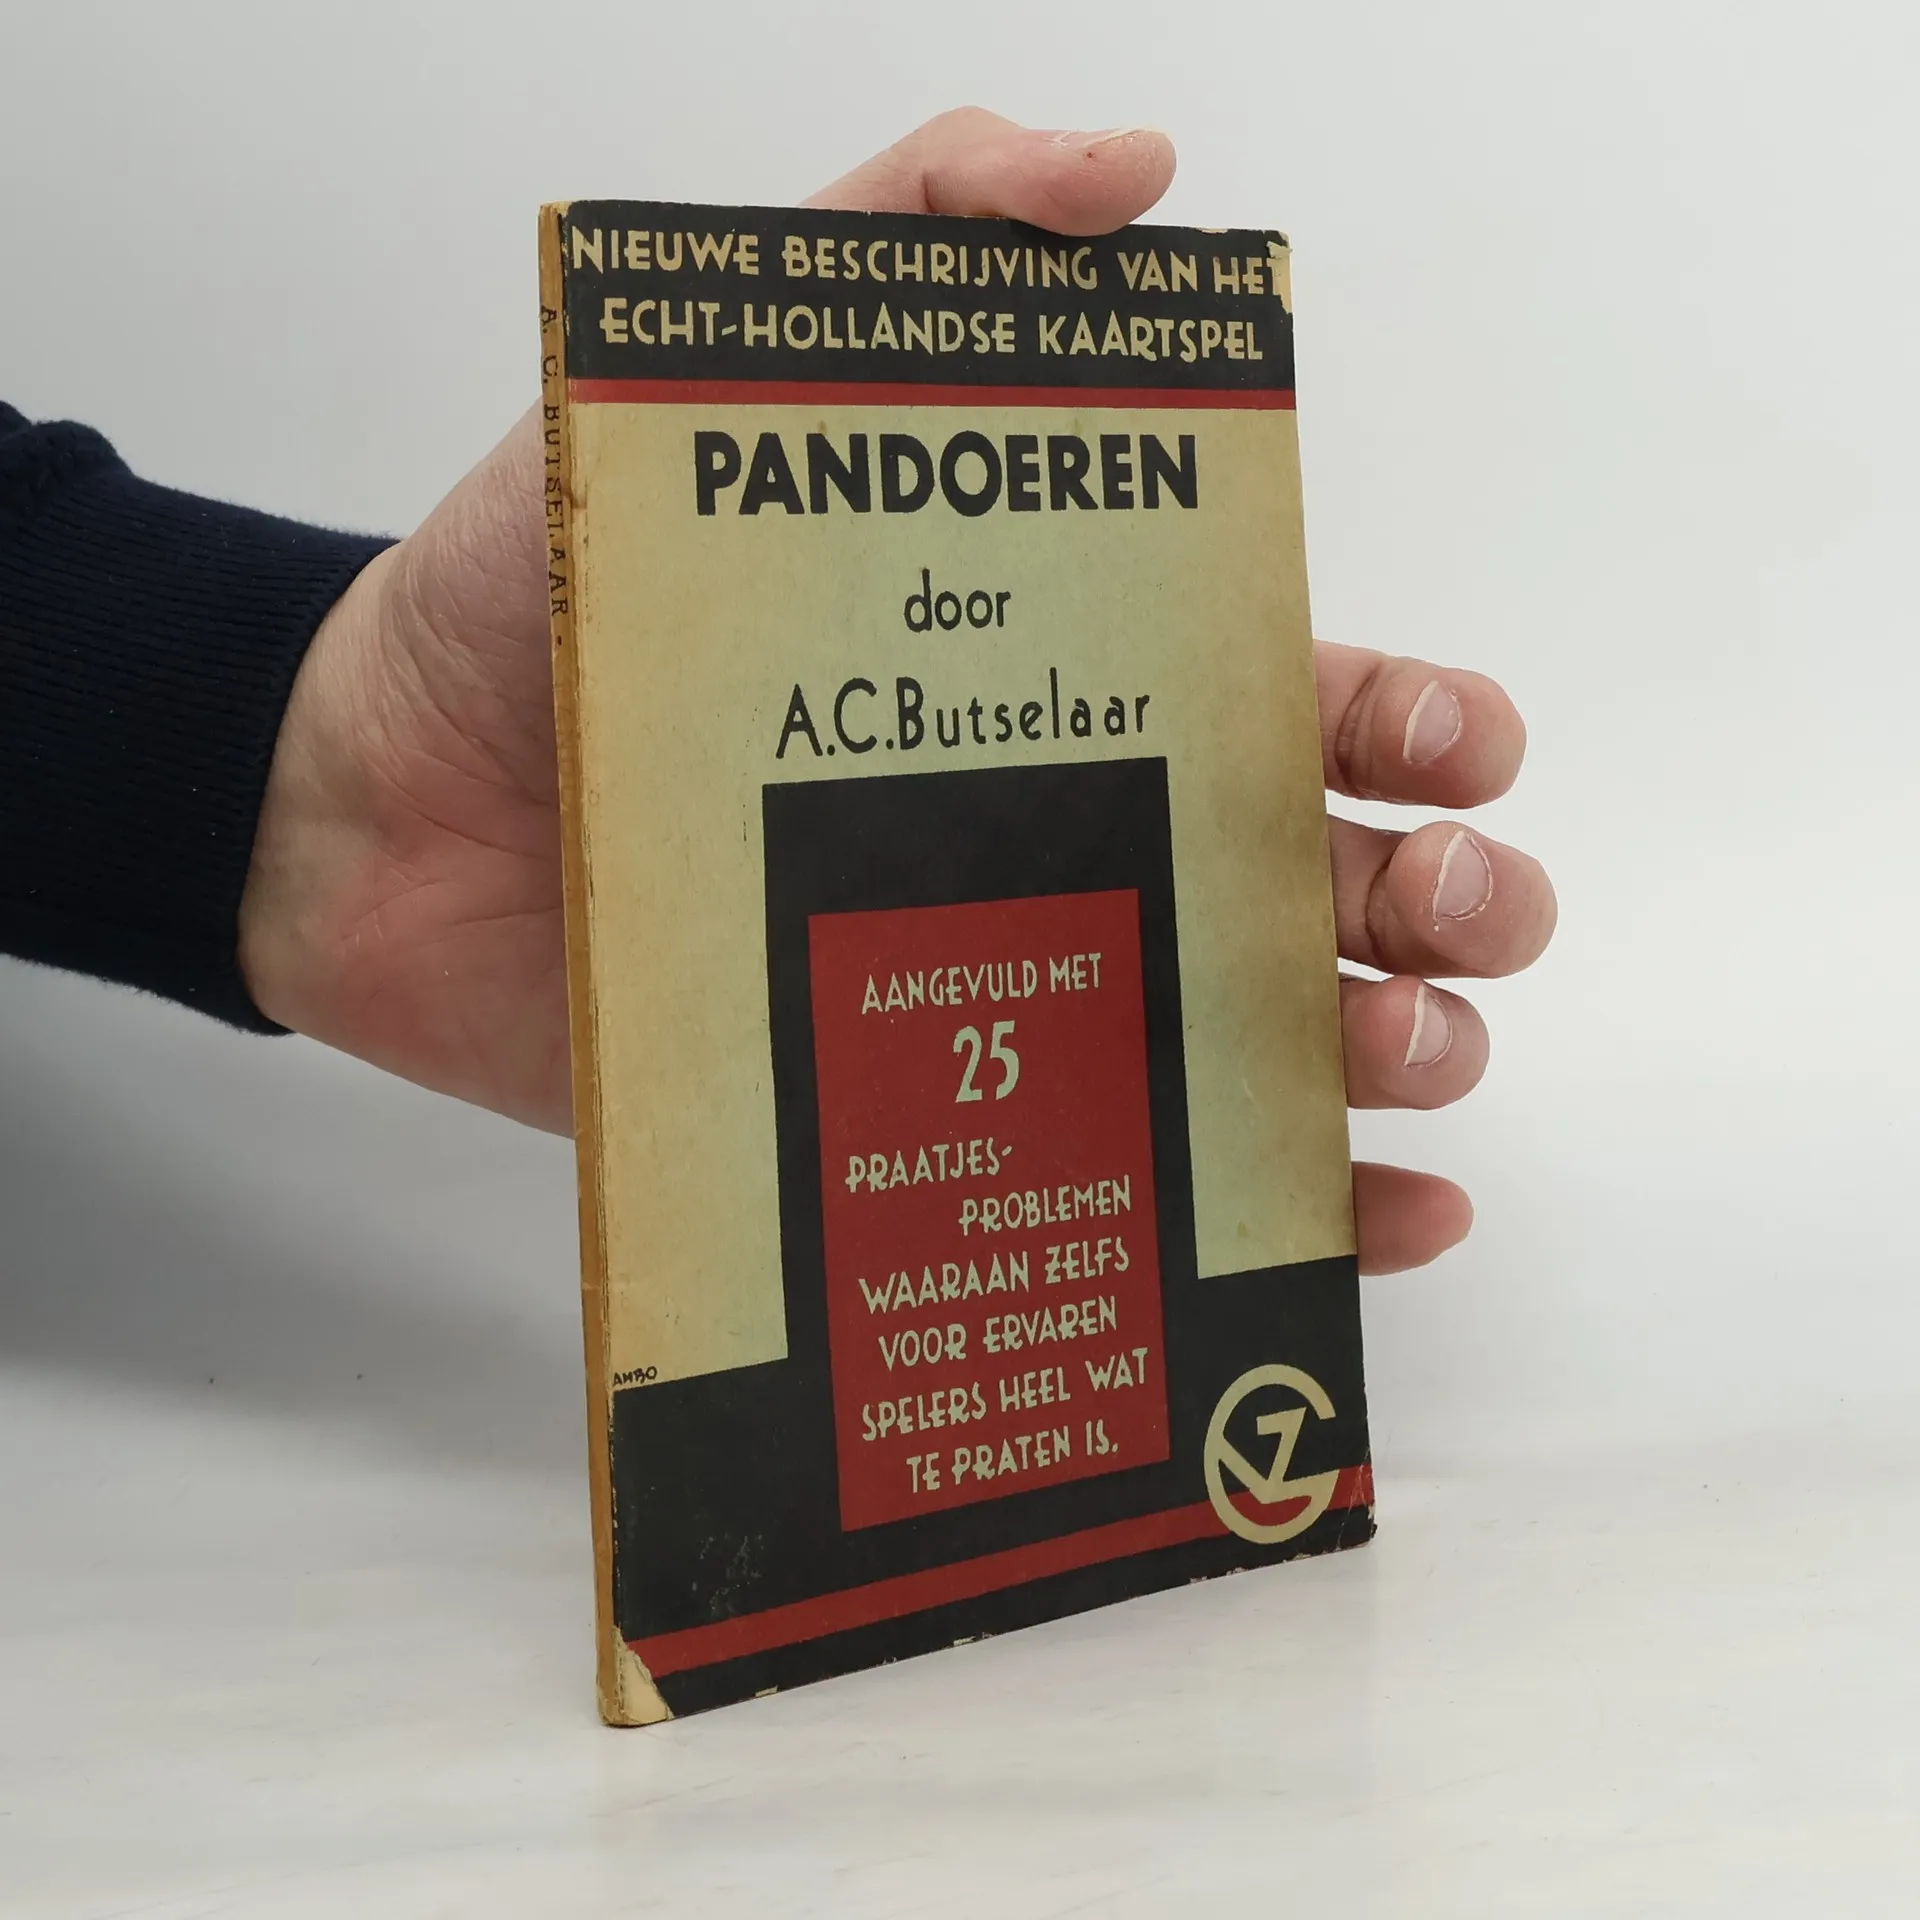 NIEUWE BESCHRIJVING VAN HET
ECHT-HOLLANDSE KAARTSPEL
PANDOEREN
door
A.C.Butselaar
AANGEVULD MET
25
PRAATJES-
PROBLEMEN
WAARAAN ZELFS
VOOR ERVAREN
SPELERS HEEL WAT
TE PRATEN IS.
AMBO
A. C. BUTSELAAR -